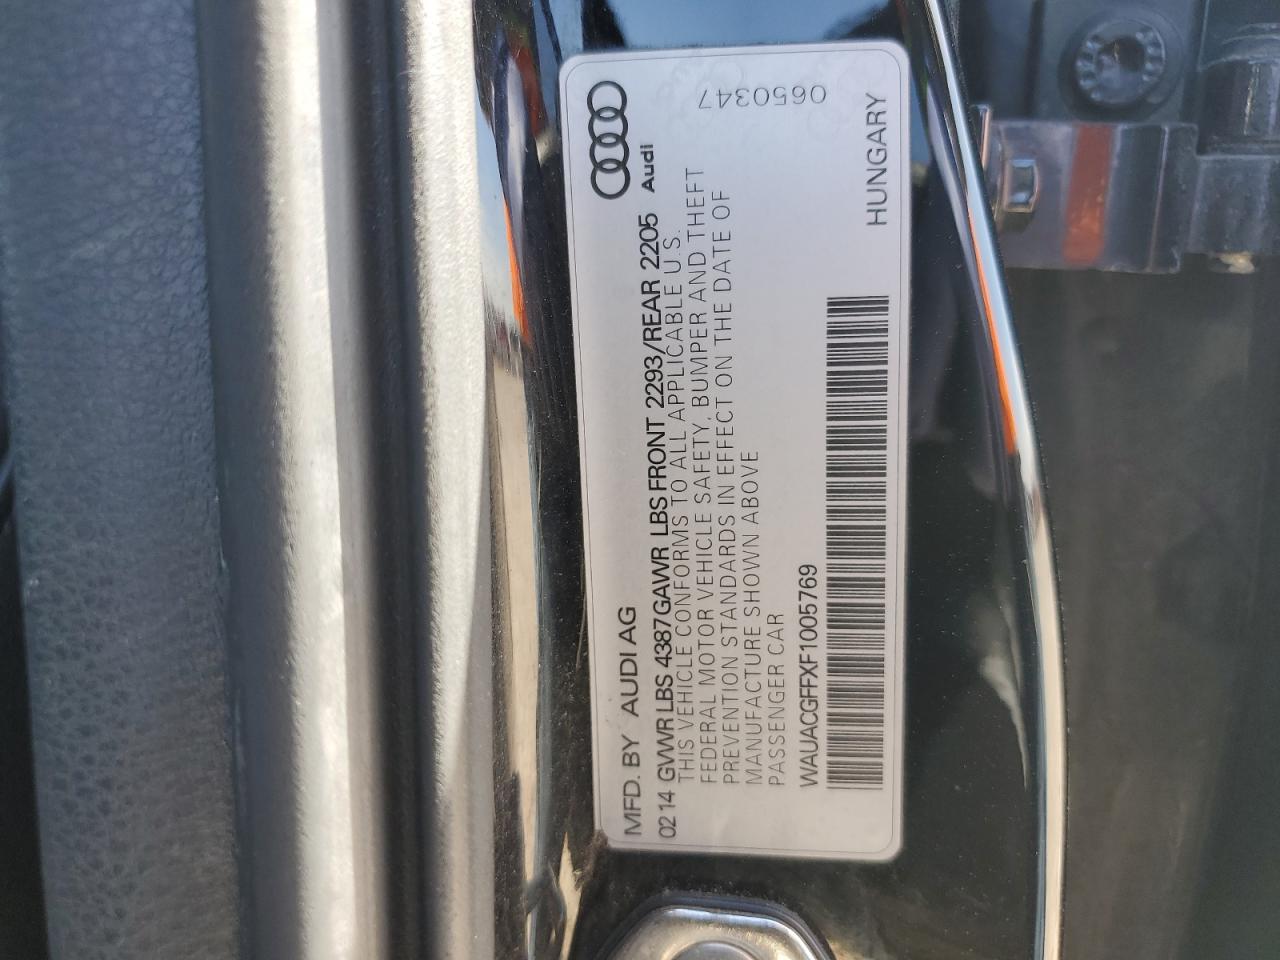 MFD. BY AUDI AG
Audi
02 14 GWWR LBS 4387 GAWR LBS FRONT 2293/REAR 2205
THIS VEHICLE CONFORMS TO ALL APPLICABLE U.S.
FEDERAL MOTOR VEHICLE SAFETY, BUMPER AND THEFT
PREVENTION STANDARDS IN EFFECT ON THE DATE OF
MANUFACTURE SHOWN ABOVE
PASSENGER CAR
WAUACGFFXF1005769
HUNGARY
0650347